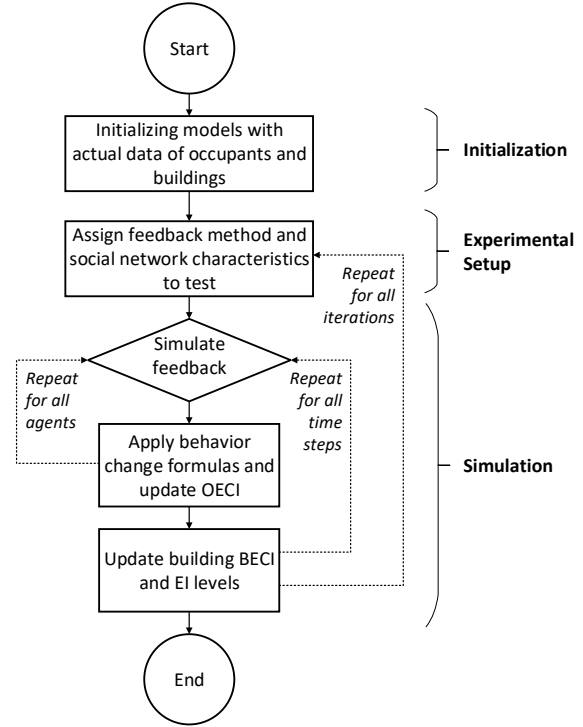 Start
Initializing models with
actual data of occupants and
buildings
Initialization
Assign feedback method and
social network characteristics
to test
Experimental
Setup
Repeat
for all
iterations
Simulate
feedback
Repeat
for all
agents
Repeat
for all
time
steps
Apply behavior
change formulas and
update OECI
Simulation
Update building BECI
and EI levels
End